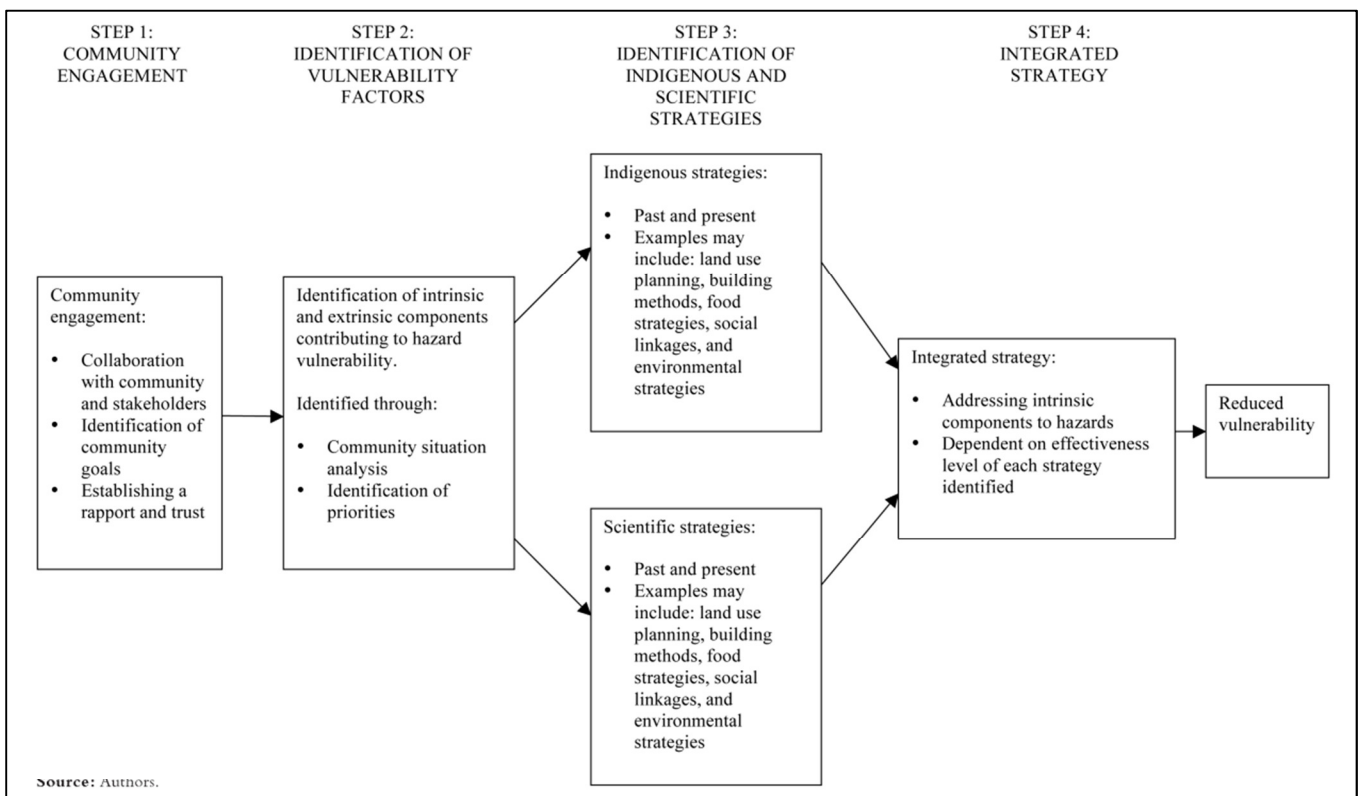 STEP 1:
COMMUNITY
ENGAGEMENT
STEP 2:
IDENTIFICATION OF
VULNERABILITY
FACTORS
STEP 3:
IDENTIFICATION OF
INDIGENOUS AND
SCIENTIFIC
STRATEGIES
STEP 4:
INTEGRATED
STRATEGY
Community
engagement:
• Collaboration
with community
and stakeholders
• Identification of
community
goals
• Establishing a
rapport and trust
Identification of intrinsic
and extrinsic components
contributing to hazard
vulnerability.
Identified through:
• Community situation
analysis
• Identification of
priorities
Indigenous strategies:
• Past and present
• Examples may
include: land use
planning, building
methods, food
strategies, social
linkages, and
environmental
strategies
Scientific strategies:
• Past and present
• Examples may
include: land use
planning, building
methods, food
strategies, social
linkages, and
environmental
strategies
Integrated strategy:
• Addressing intrinsic
components to hazards
• Dependent on effectiveness
level of each strategy
identified
Reduced
vulnerability
Source: Authors.